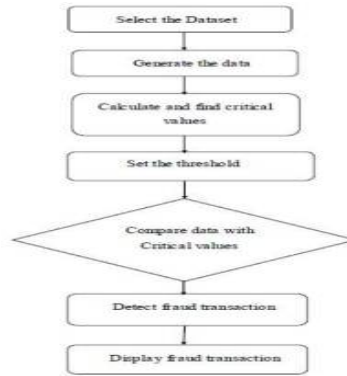 Select the Dataset
Generate the data
Calculate and find critical
values
Set the threshold
Compare data with
Critical values
Detect fraud transaction
Display fraud transaction